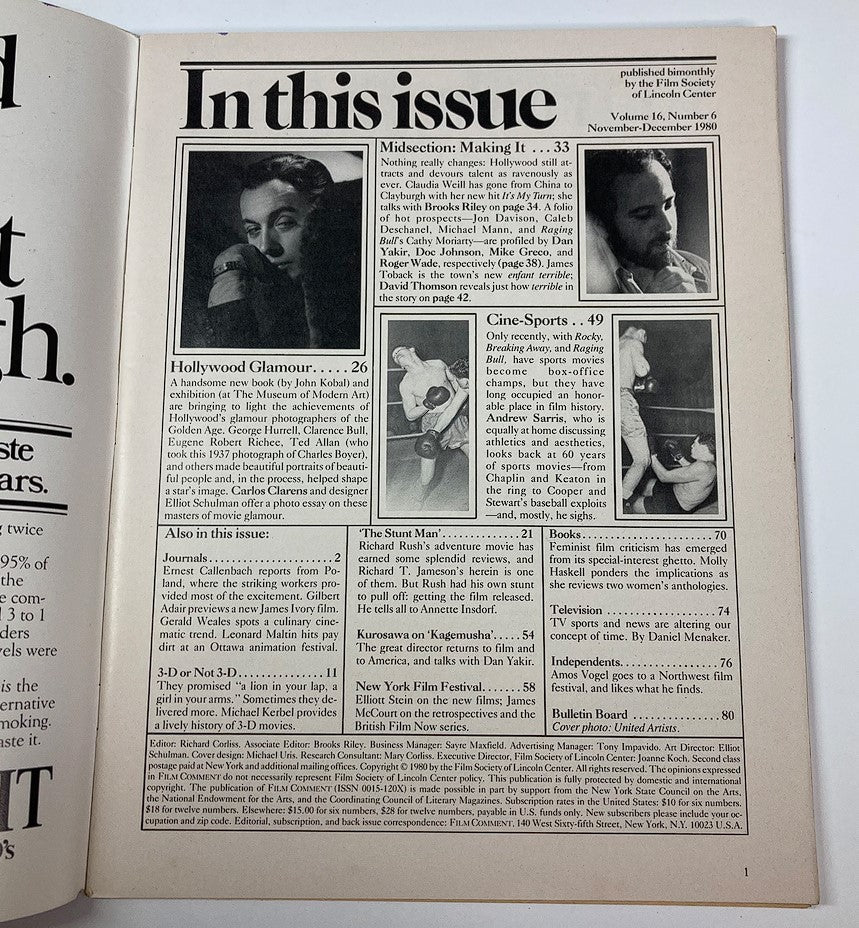 d
t
gh.
ste
ars.
g twice
95% of
the
e com-
d 3 to 1
ders
vels were
is the
ernative
moking.
aste it.
IT
O's
In this issue
published bimonthly
by the Film Society
of Lincoln Center
Volume 16, Number 6
November-December 1980
Hollywood Glamour.....26
A handsome new book (by John Kobal) and
exhibition (at The Museum of Modern Art)
are bringing to light the achievements of
Hollywood's glamour photographers of the
Golden Age. George Hurrell, Clarence Bull,
Eugene Robert Richee, Ted Allan (who
took this 1937 photograph of Charles Boyer),
and others made beautiful portraits of beauti-
ful people and, in the process, helped shape
a star's image. Carlos Clarens and designer
Elliot Schulman offer a photo essay on these
masters of movie glamour.
Midsection: Making It ...33
Nothing really changes: Hollywood still at-
tracts and devours talent as ravenously as
ever. Claudia Weill has gone from China to
Clayburgh with her new hit It's My Turn; she
talks with Brooks Riley on page 34. A folio
of hot prospects—Jon Davison, Caleb
Deschanel, Michael Mann, and Raging
Bull's Cathy Moriarty—are profiled by Dan
Yakir, Doc Johnson, Mike Greco, and
Roger Wade, respectively (page 38). James
Toback is the town's new enfant terrible;
David Thomson reveals just how terrible in
the story on page 42.
Cine-Sports ..49
Only recently, with Rocky,
Breaking Away, and Raging
Bull, have sports movies
become box-office
champs, but they have
long occupied an honor-
able place in film history.
Andrew Sarris, who is
equally at home discussing
athletics and aesthetics,
looks back at 60 years
of sports movies—from
Chaplin and Keaton in
the ring to Cooper and
Stewart's baseball exploits
—and, mostly, he sighs.
Also in this issue:
Journals....................2
Ernest Callenbach reports from Po-
land, where the striking workers pro-
vided most of the excitement. Gilbert
Adair previews a new James Ivory film.
Gerald Weales spots a culinary cine-
matic trend. Leonard Maltin hits pay
dirt at an Ottawa animation festival.
3-D or Not 3-D...............11
They promised "a lion in your lap, a
girl in your arms." Sometimes they de-
livered more. Michael Kerbel provides
a lively history of 3-D movies.
'The Stunt Man'..............21
Richard Rush's adventure movie has
earned some splendid reviews, and
Richard T. Jameson's herein is one
of them. But Rush had his own stunt
to pull off: getting the film released.
He tells all to Annette Insdorf.
Kurosawa on 'Kagemusha'.....54
The great director returns to film and
to America, and talks with Dan Yakir.
New York Film Festival.......58
Elliott Stein on the new films; James
McCourt on the retrospectives and the
British Film Now series.
Books......................70
Feminist film criticism has emerged
from its special-interest ghetto. Molly
Haskell ponders the implications as
she reviews two women's anthologies.
Television .................74
TV sports and news are altering our
concept of time. By Daniel Menaker.
Independents................76
Amos Vogel goes to a Northwest film
festival, and likes what he finds.
Bulletin Board ..............80
Cover photo: United Artists.
Editor: Richard Corliss. Associate Editor: Brooks Riley. Business Manager: Sayre Maxfield. Advertising Manager: Tony Impavido. Art Director: Elliot
Schulman. Cover design: Michael Uris. Research Consultant: Mary Corliss. Executive Director, Film Society of Lincoln Center: Joanne Koch. Second class
postage paid at New York and additional mailing offices. Copyright © 1980 by the Film Society of Lincoln Center. All rights reserved. The opinions expressed
in FILM COMMENT do not necessarily represent Film Society of Lincoln Center policy. This publication is fully protected by domestic and international
copyright. The publication of FILM COMMENT (ISSN 0015-120X) is made possible in part by support from the New York State Council on the Arts,
the National Endowment for the Arts, and the Coordinating Council of Literary Magazines. Subscription rates in the United States: $10 for six numbers,
$18 for twelve numbers. Elsewhere: $15.00 for six numbers, $28 for twelve numbers, payable in U.S. funds only. New subscribers please include your oc-
cupation and zip code. Editorial, subscription, and back issue correspondence: FILM COMMENT, 140 West Sixty-fifth Street, New York, N.Y. 10023 U.S.A.
1